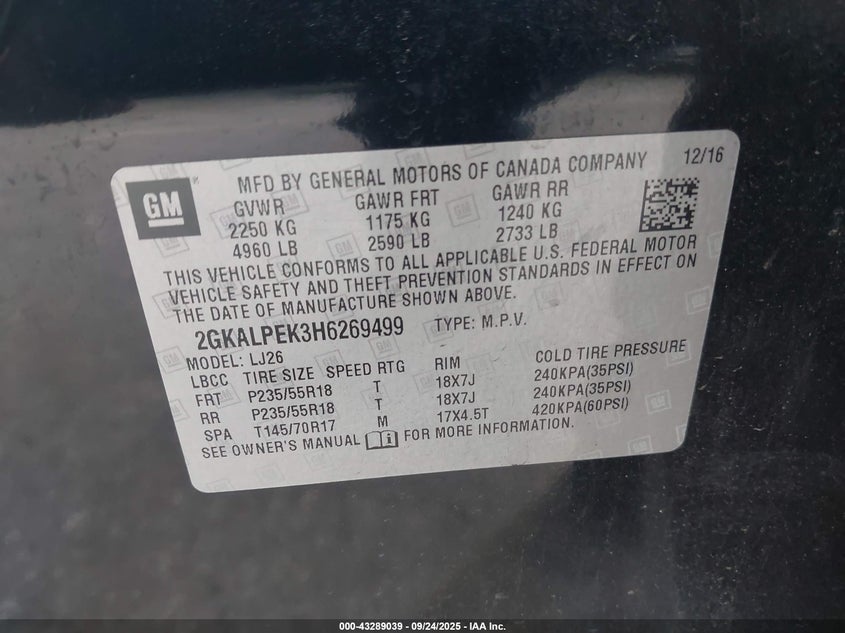 GM
MFD BY GENERAL MOTORS OF CANADA COMPANY 12/16
GVWR GAWR FRT GAWR RR
2250 KG 1175 KG 1240 KG
4960 LB 2590 LB 2733 LB
THIS VEHICLE CONFORMS TO ALL APPLICABLE U.S. FEDERAL MOTOR
VEHICLE SAFETY AND THEFT PREVENTION STANDARDS IN EFFECT ON
THE DATE OF MANUFACTURE SHOWN ABOVE.
2GKALPEK3H6269499 TYPE: M.P.V.
MODEL: LJ26
LBCC TIRE SIZE SPEED RTG RIM COLD TIRE PRESSURE
FRT P235/55R18 T 18X7J 240KPA(35PSI)
RR P235/55R18 T 18X7J 240KPA(35PSI)
SPA T145/70R17 M 17X4.5T 420KPA(60PSI)
SEE OWNER'S MANUAL i FOR MORE INFORMATION.
000-43289039 - 09/24/2025 - IAA Inc.